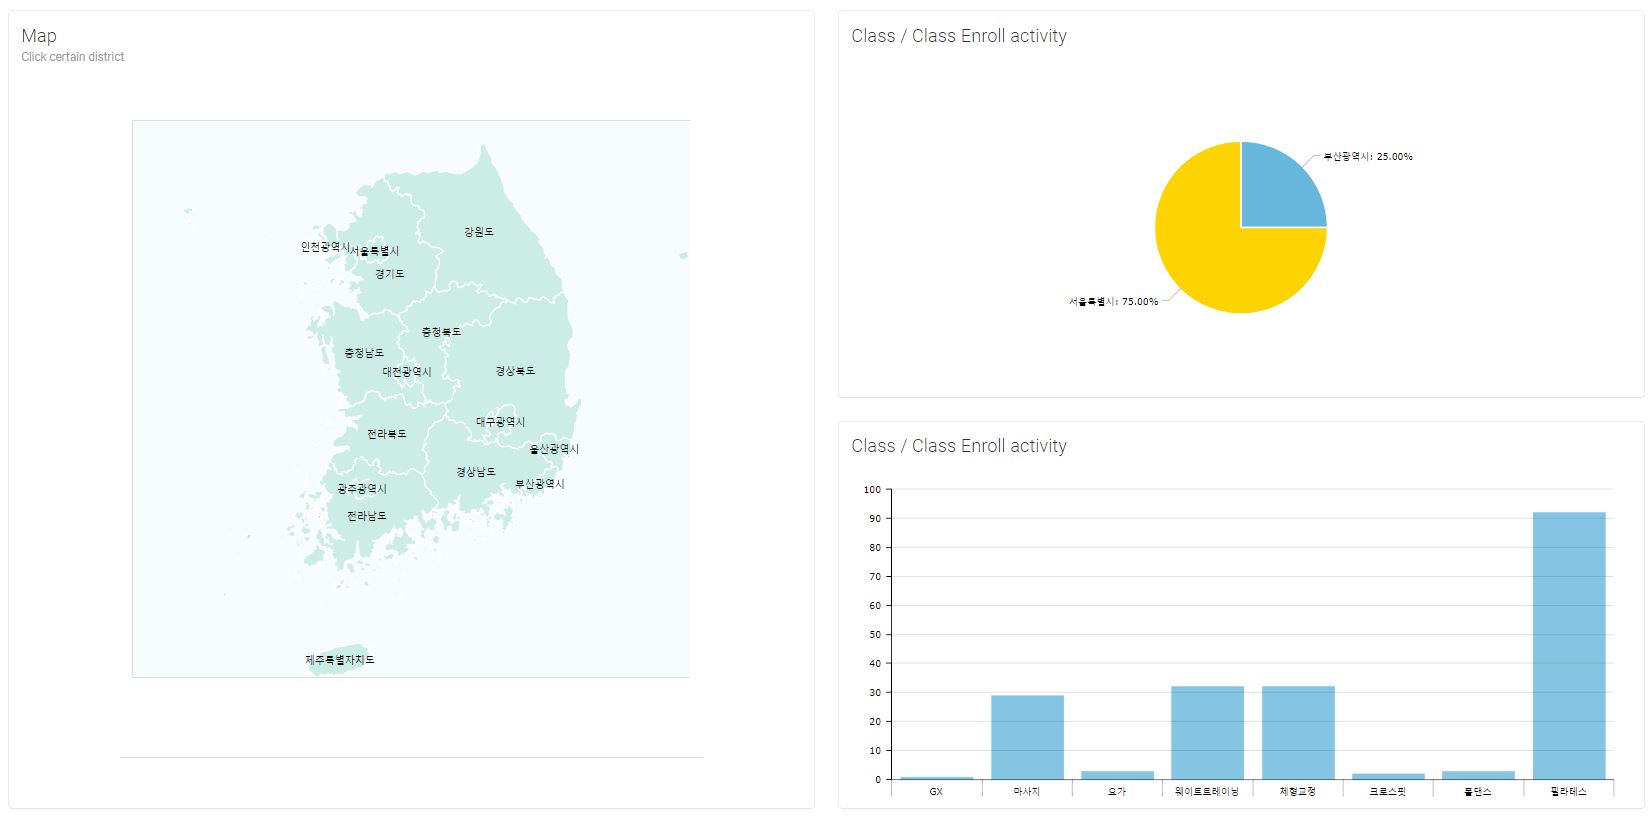 Map
Click certain district
강원도
인천광역시
서울특별시
경기도
충청북도
충청남도
대전광역시
경상북도
대구광역시
전라북도
울산광역시
경상남도
부산광역시
광주광역시
전라남도
제주특별자치도
Class / Class Enroll activity
부산광역시: 25.00%
서울특별시: 75.00%
Class / Class Enroll activity
100
90
80
70
60
50
40
30
20
10
0
GX 마사지 요가 웨이트트레이닝 체형교정 크로스핏 폴댄스 필라테스